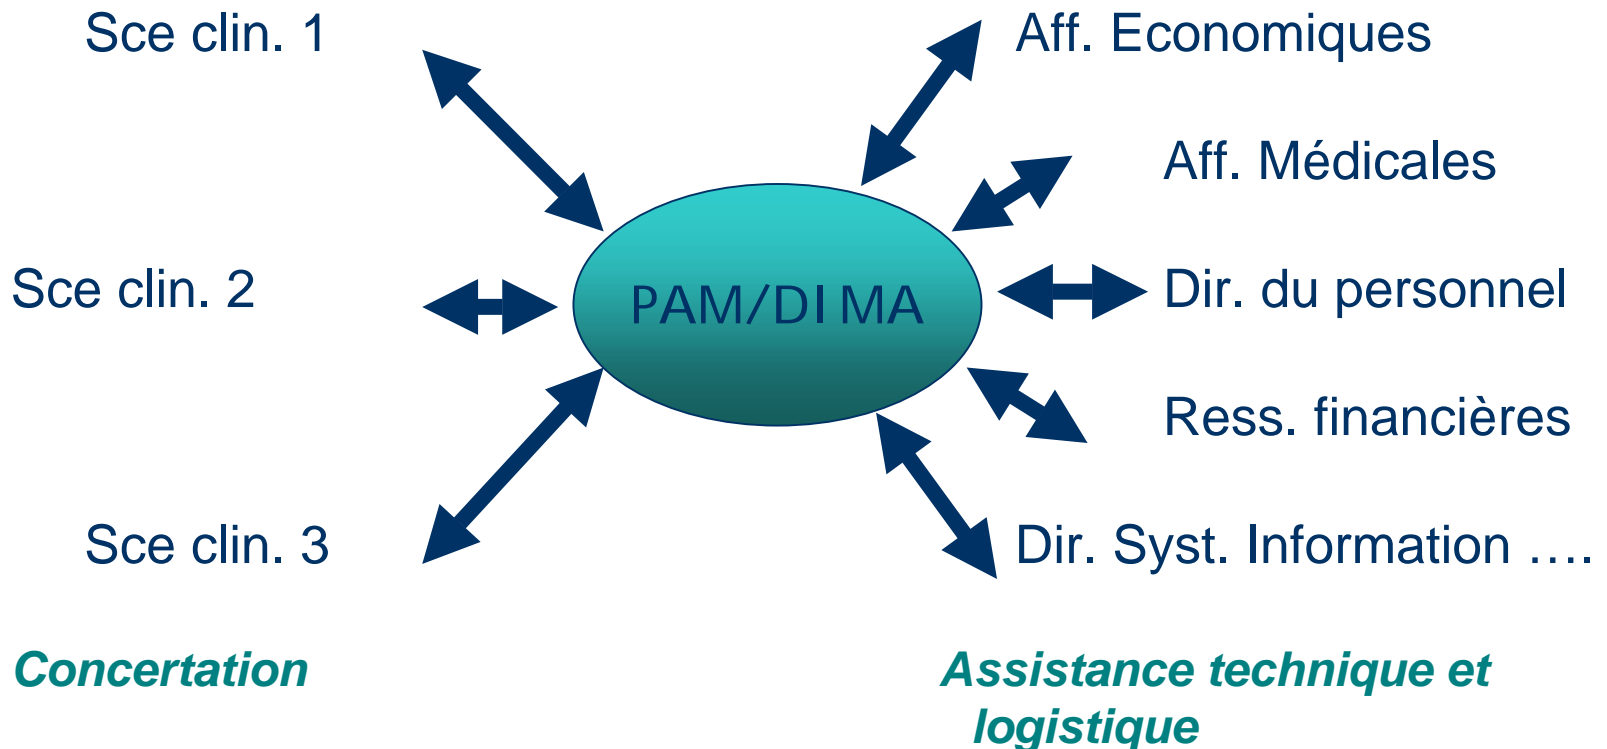 Sce clin. 1
Aff. Economiques
Aff. Médicales
Sce clin. 2
PAM/DIMA
Dir. du personnel
Ress. financières
Sce clin. 3
Dir. Syst. Information ….
Concertation
Assistance technique et
logistique